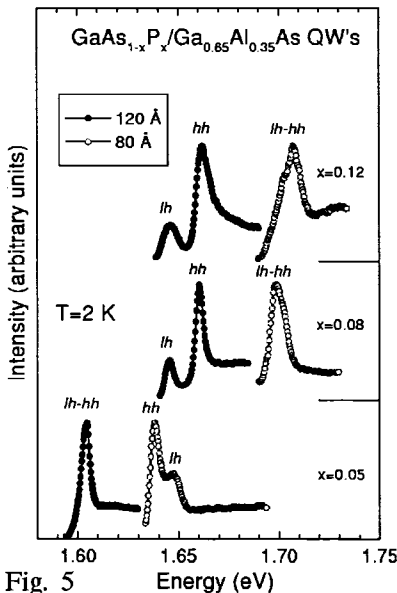 GaAs1-xPx/Ga0.65Al0.35As QW's
120 Å
80 Å
hh
lh-hh
lh
x=0.12
hh
lh-hh
T=2 K
lh
x=0.08
lh-hh
hh
lh
x=0.05
Intensity (arbitrary units)
1.60
1.65
1.70
1.75
Fig. 5
Energy (eV)